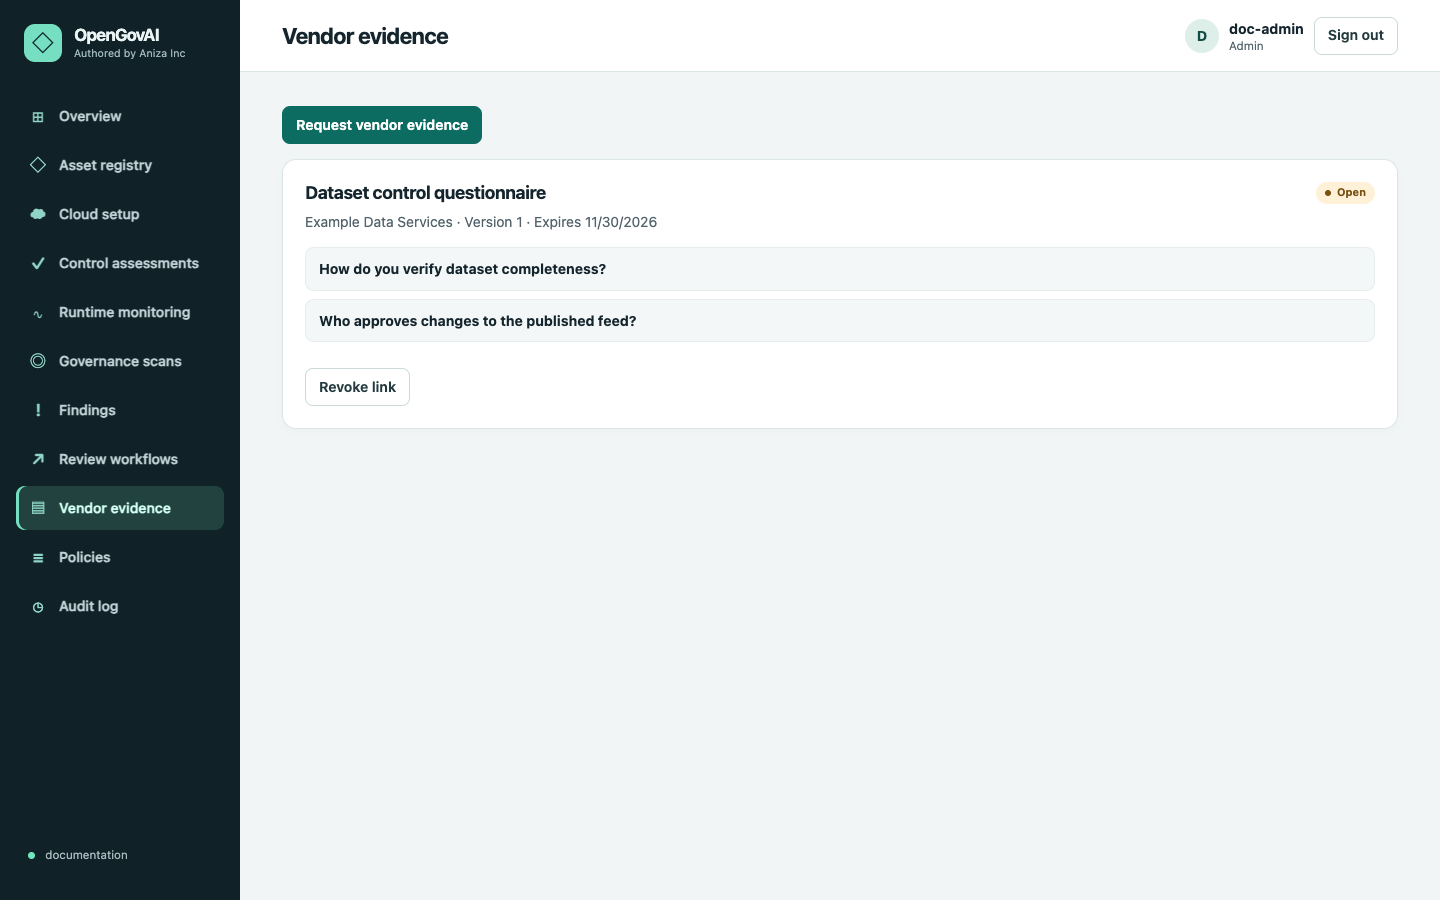 OpenGovAI
Authored by Aniza Inc
Overview
Asset registry
Cloud setup
Control assessments
Runtime monitoring
Governance scans
Findings
Review workflows
Vendor evidence
Policies
Audit log
documentation
Vendor evidence
D
doc-admin
Admin
Sign out
Request vendor evidence
Dataset control questionnaire
Open
Example Data Services · Version 1 · Expires 11/30/2026
How do you verify dataset completeness?
Who approves changes to the published feed?
Revoke link